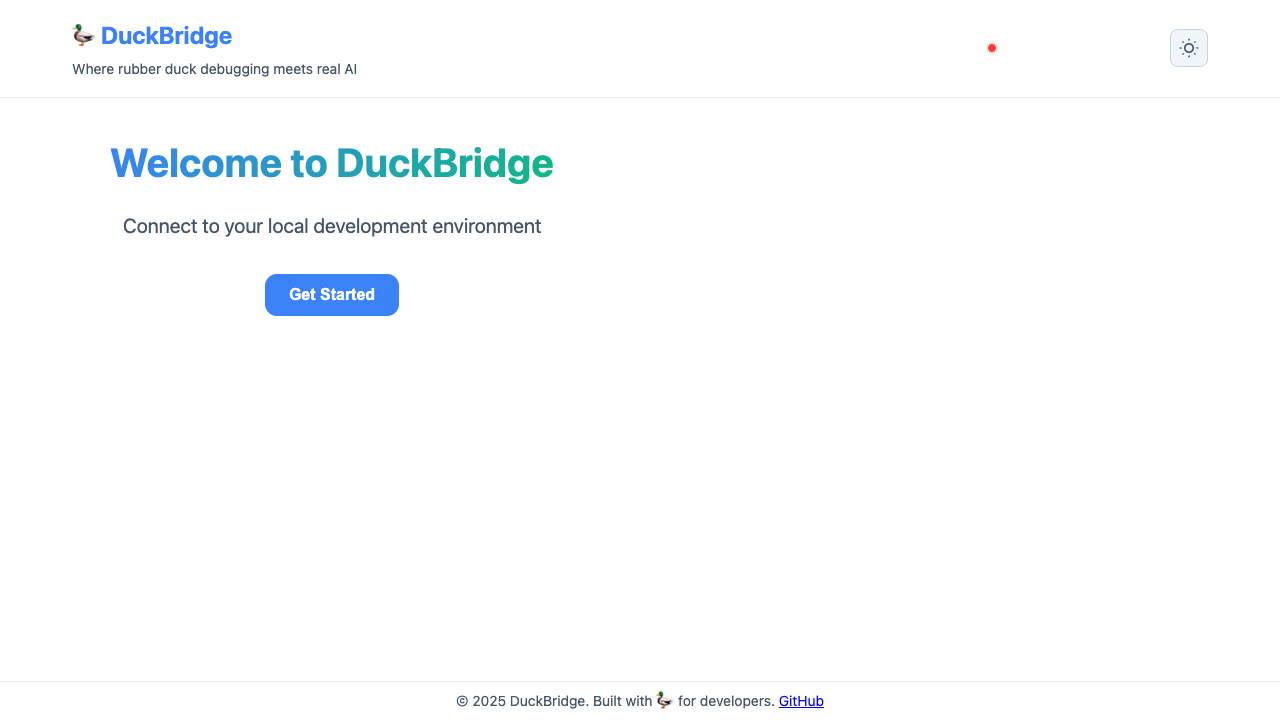 🦆 DuckBridge
Where rubber duck debugging meets real AI
Welcome to DuckBridge
Connect to your local development environment
Get Started
© 2025 DuckBridge. Built with 🦆 for developers. GitHub